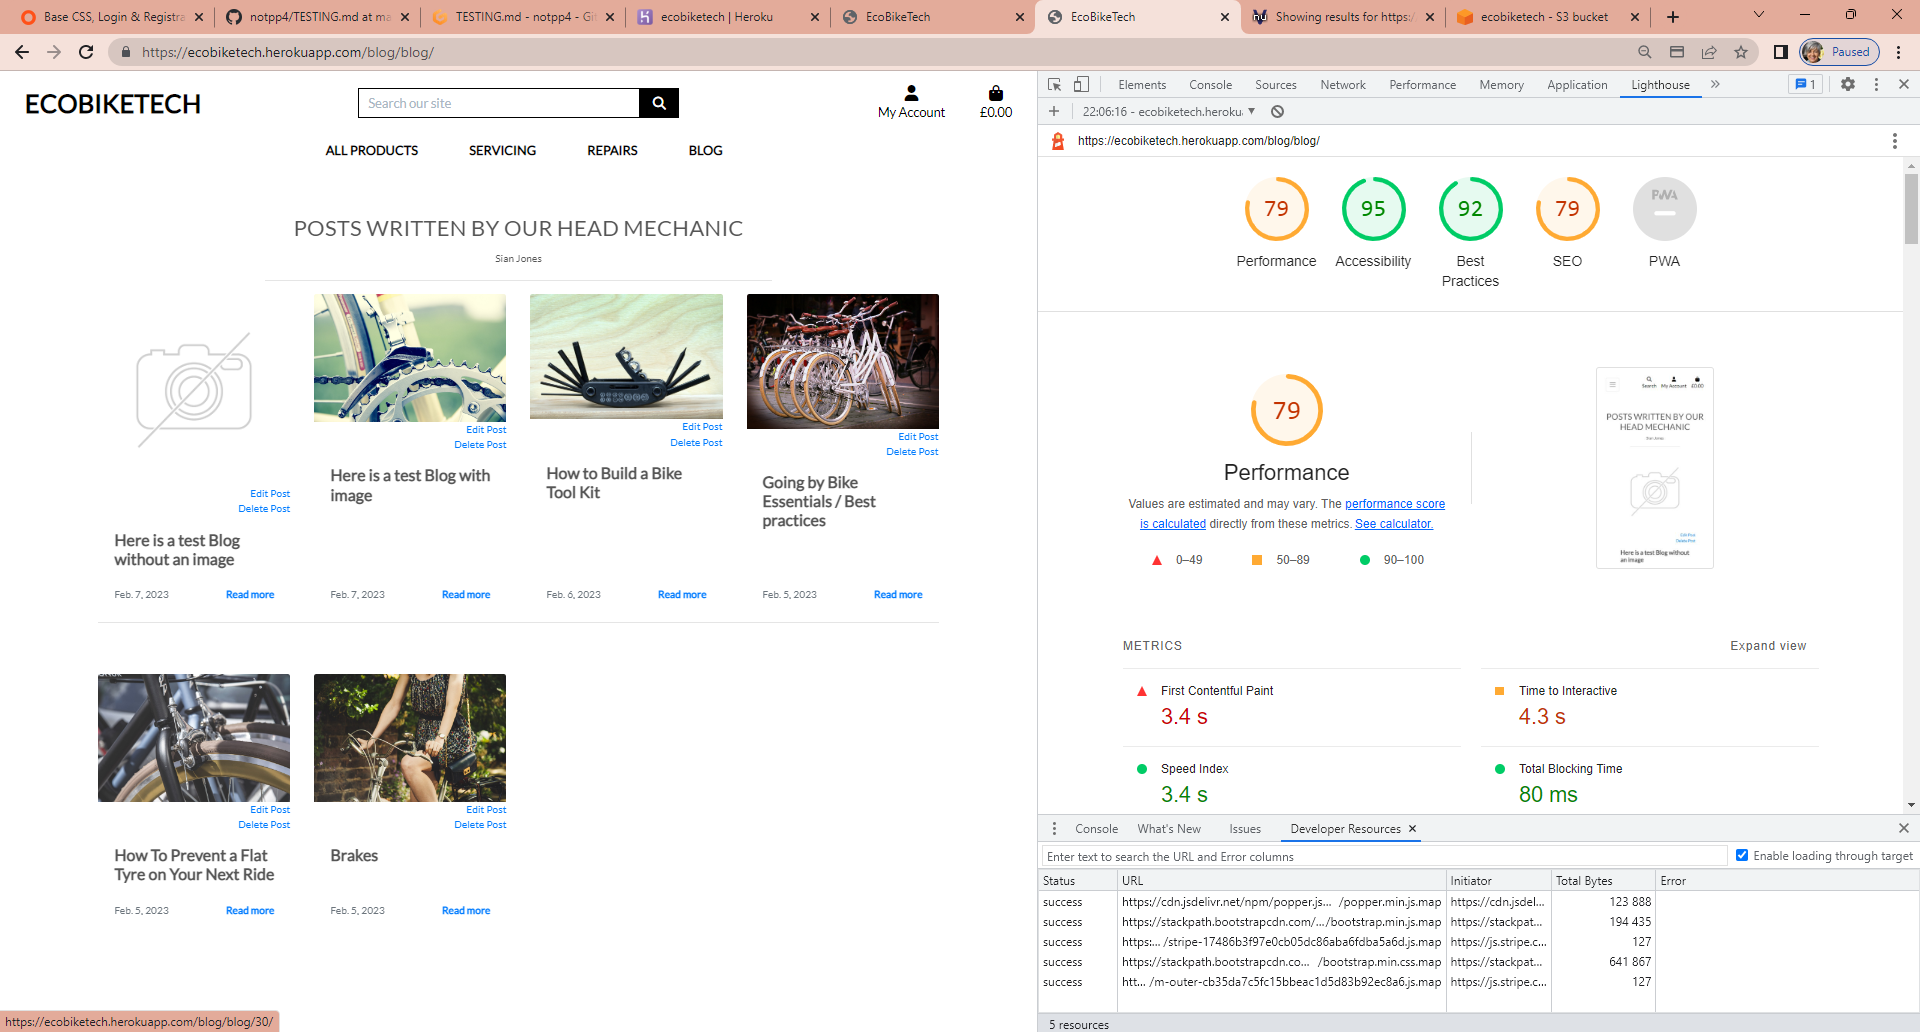 Base CSS, Login & Registra
notpp4/TESTING.md at ma
TESTING.md - notpp4 - Git
ecobiketech | Heroku
EcoBikeTech
EcoBikeTech
Showing results for https:/
ecobiketech - S3 bucket
https://ecobiketech.herokuapp.com/blog/blog/
Paused
ECOBIKETECH
Search our site
My Account
£0.00
ALL PRODUCTS
SERVICING
REPAIRS
BLOG
POSTS WRITTEN BY OUR HEAD MECHANIC
Sian Jones
Edit Post
Delete Post
Here is a test Blog
without an image
Feb. 7, 2023
Read more
Edit Post
Delete Post
Here is a test Blog with
image
Feb. 7, 2023
Read more
Edit Post
Delete Post
How to Build a Bike
Tool Kit
Feb. 6, 2023
Read more
Edit Post
Delete Post
Going by Bike
Essentials / Best
practices
Feb. 5, 2023
Read more
Edit Post
Delete Post
How To Prevent a Flat
Tyre on Your Next Ride
Feb. 5, 2023
Read more
Edit Post
Delete Post
Brakes
Feb. 5, 2023
Read more
https://ecobiketech.herokuapp.com/blog/blog/30/
Elements
Console
Sources
Network
Performance
Memory
Application
Lighthouse
1
22:06:16 - ecobiketech.heroku
https://ecobiketech.herokuapp.com/blog/blog/
79
Performance
95
Accessibility
92
Best
Practices
79
SEO
PWA
PWA
79
Performance
Values are estimated and may vary. The performance score
is calculated directly from these metrics. See calculator.
0–49
50–89
90–100
Search
My Account
£0.00
POSTS WRITTEN BY OUR
HEAD MECHANIC
Sian Jones
Edit Post
Delete Post
Here is a test Blog without
an image
METRICS
Expand view
First Contentful Paint
3.4 s
Time to Interactive
4.3 s
Speed Index
3.4 s
Total Blocking Time
80 ms
Console
What's New
Issues
Developer Resources
Enter text to search the URL and Error columns
Enable loading through target
Status URL Initiator Total Bytes Error
success https://cdn.jsdelivr.net/npm/popper.js... /popper.min.js.map https://cdn.jsdel... 123 888
success https://stackpath.bootstrapcdn.com/.../bootstrap.min.js.map https://stackpat... 194 435
success https:... /stripe-17486b3f97e0cb05dc86aba6fdba5a6d.js.map https://js.stripe.c... 127
success https://stackpath.bootstrapcdn.co... /bootstrap.min.css.map https://stackpat... 641 867
success htt... /m-outer-cb35da7c5fc15bbeac1d5d83b92ec8a6.js.map https://js.stripe.c... 127
5 resources